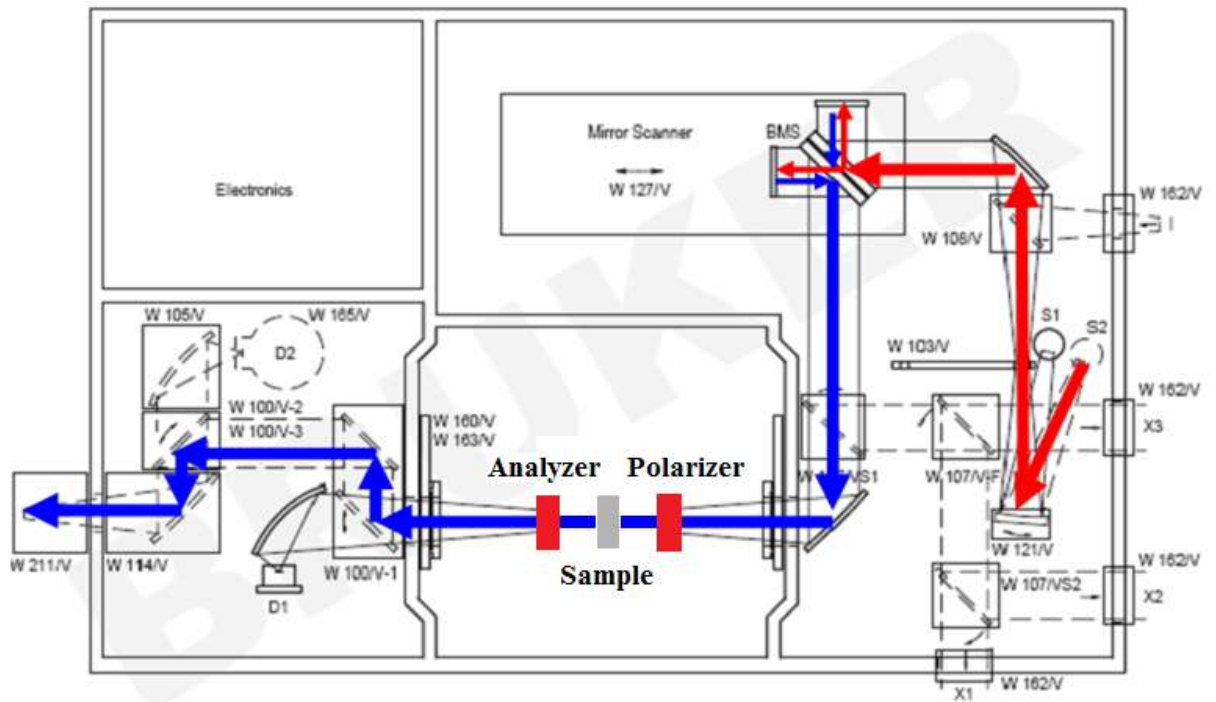 BRUKER
Electronics
Mirror Scanner
W 127/V
BMS
W 162/V
W 108/V
S1
S2
W 103/V
W 105/V
W 165/V
D2
W 100/V-2
W 100/V-3
W 160/V
W 163/V
W 162/V
X3
Analyzer
Polarizer
W 107/V-F
Sample
W 211/V
W 114/V
W 100/V-1
D1
W 121/V
W 162/V
W 107/VS2
X2
X1
W 162/V